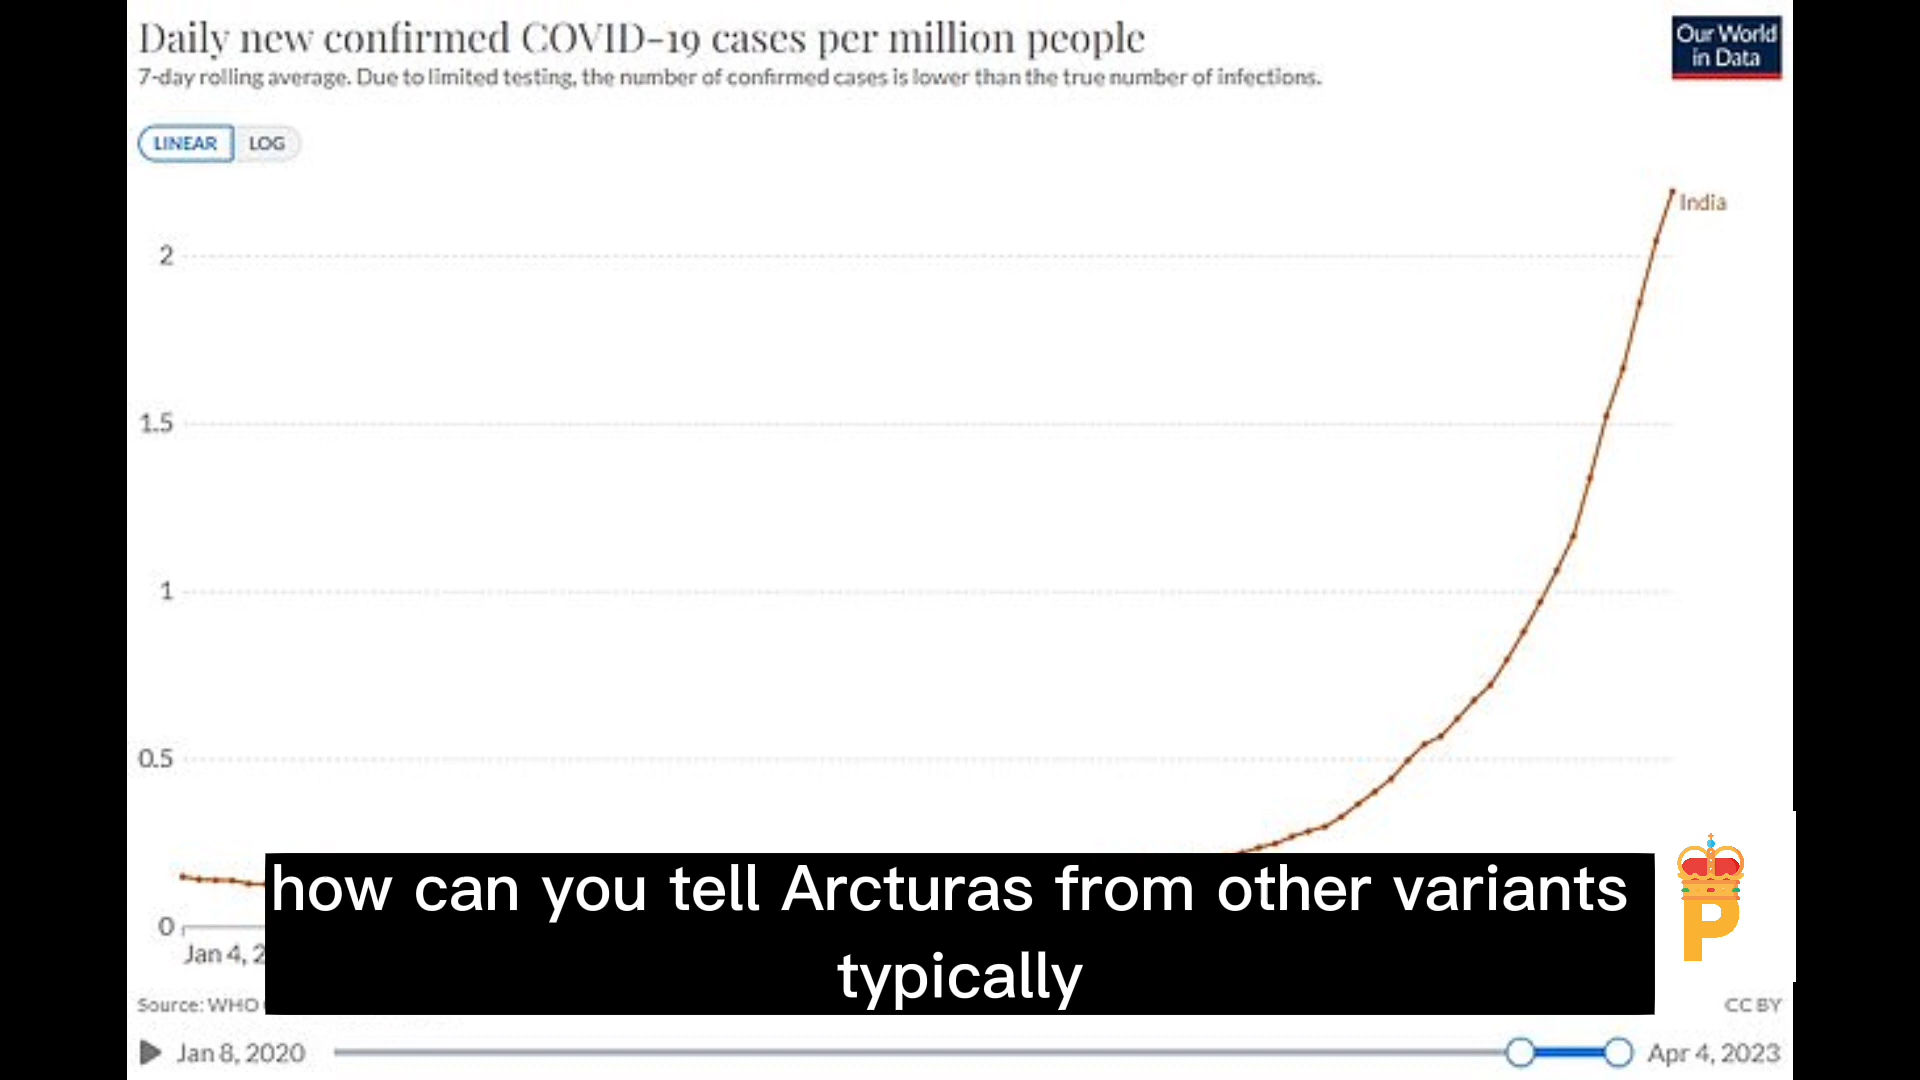 Daily new confirmed COVID-19 cases per million people
Our World
in Data
7-day rolling average. Due to limited testing, the number of confirmed cases is lower than the true number of infections.
LINEAR LOG
India
2
1.5
1
0.5
0
Jan 4, 2
how can you tell Arcturas from other variants
typically
P
Source: WHO
CC BY
Jan 8, 2020
Apr 4, 2023